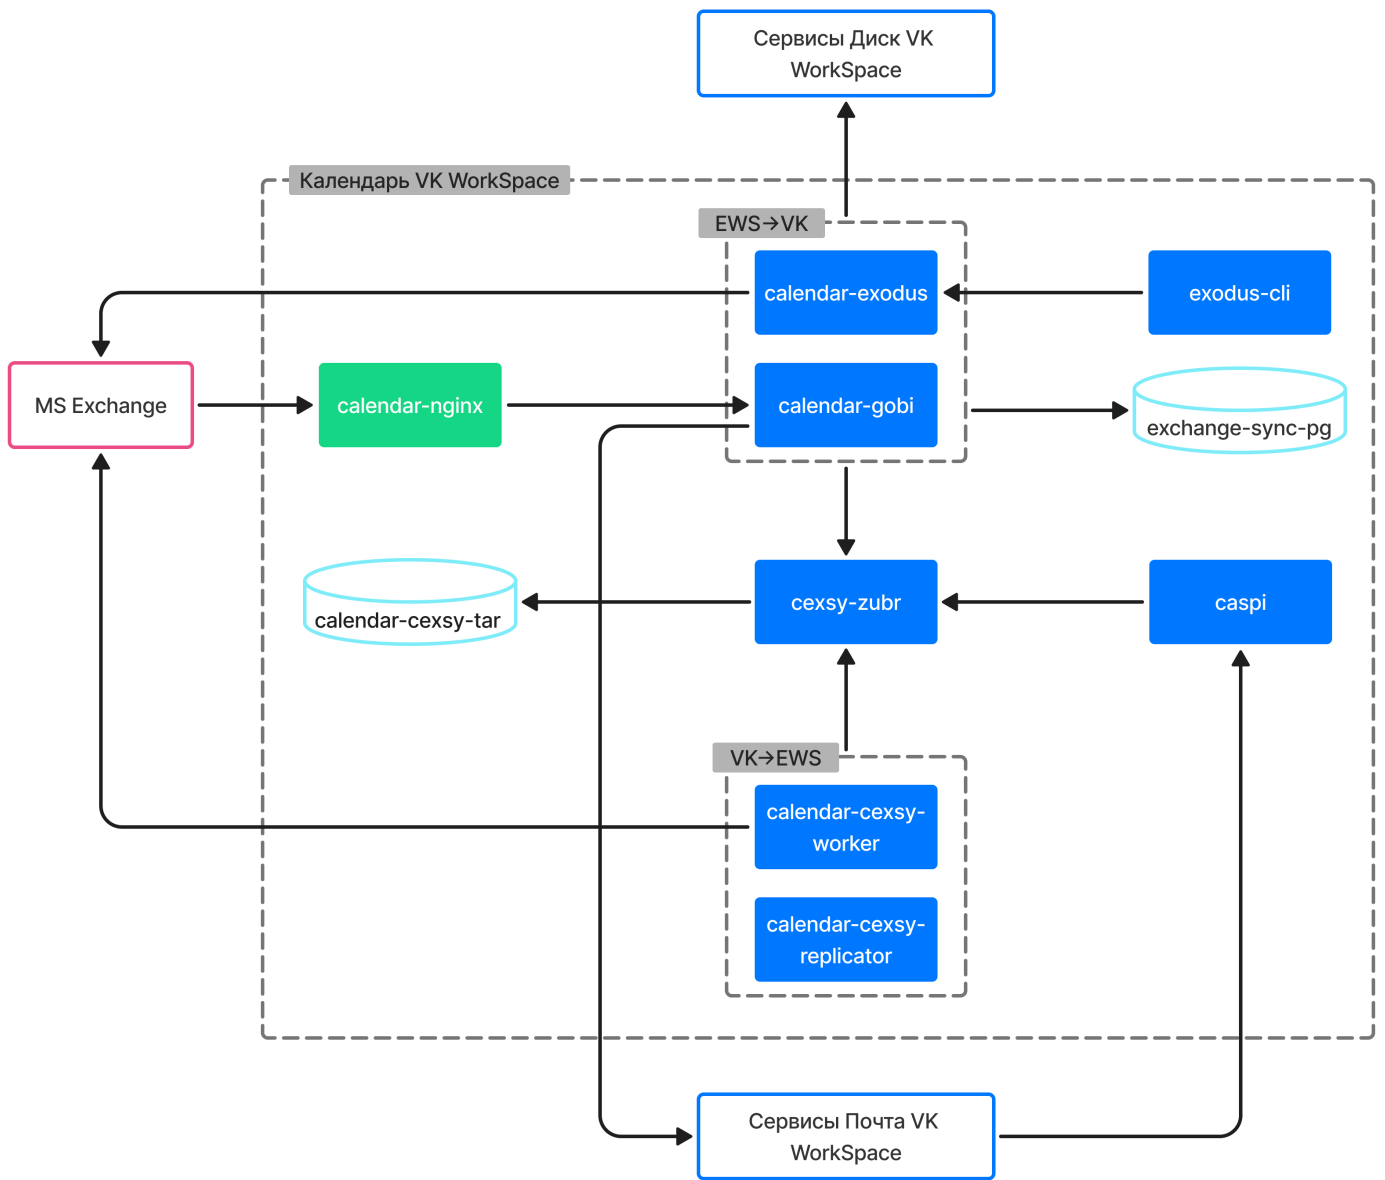 Сервисы Диск VK
WorkSpace
Календарь VK WorkSpace
EWS→VK
calendar-exodus
exodus-cli
MS Exchange
calendar-nginx
calendar-gobi
exchange-sync-pg
calendar-cexsy-tar
cexsy-zubr
caspi
VK→EWS
calendar-cexsy-
worker
calendar-cexsy-
replicator
Сервисы Почта VK
WorkSpace